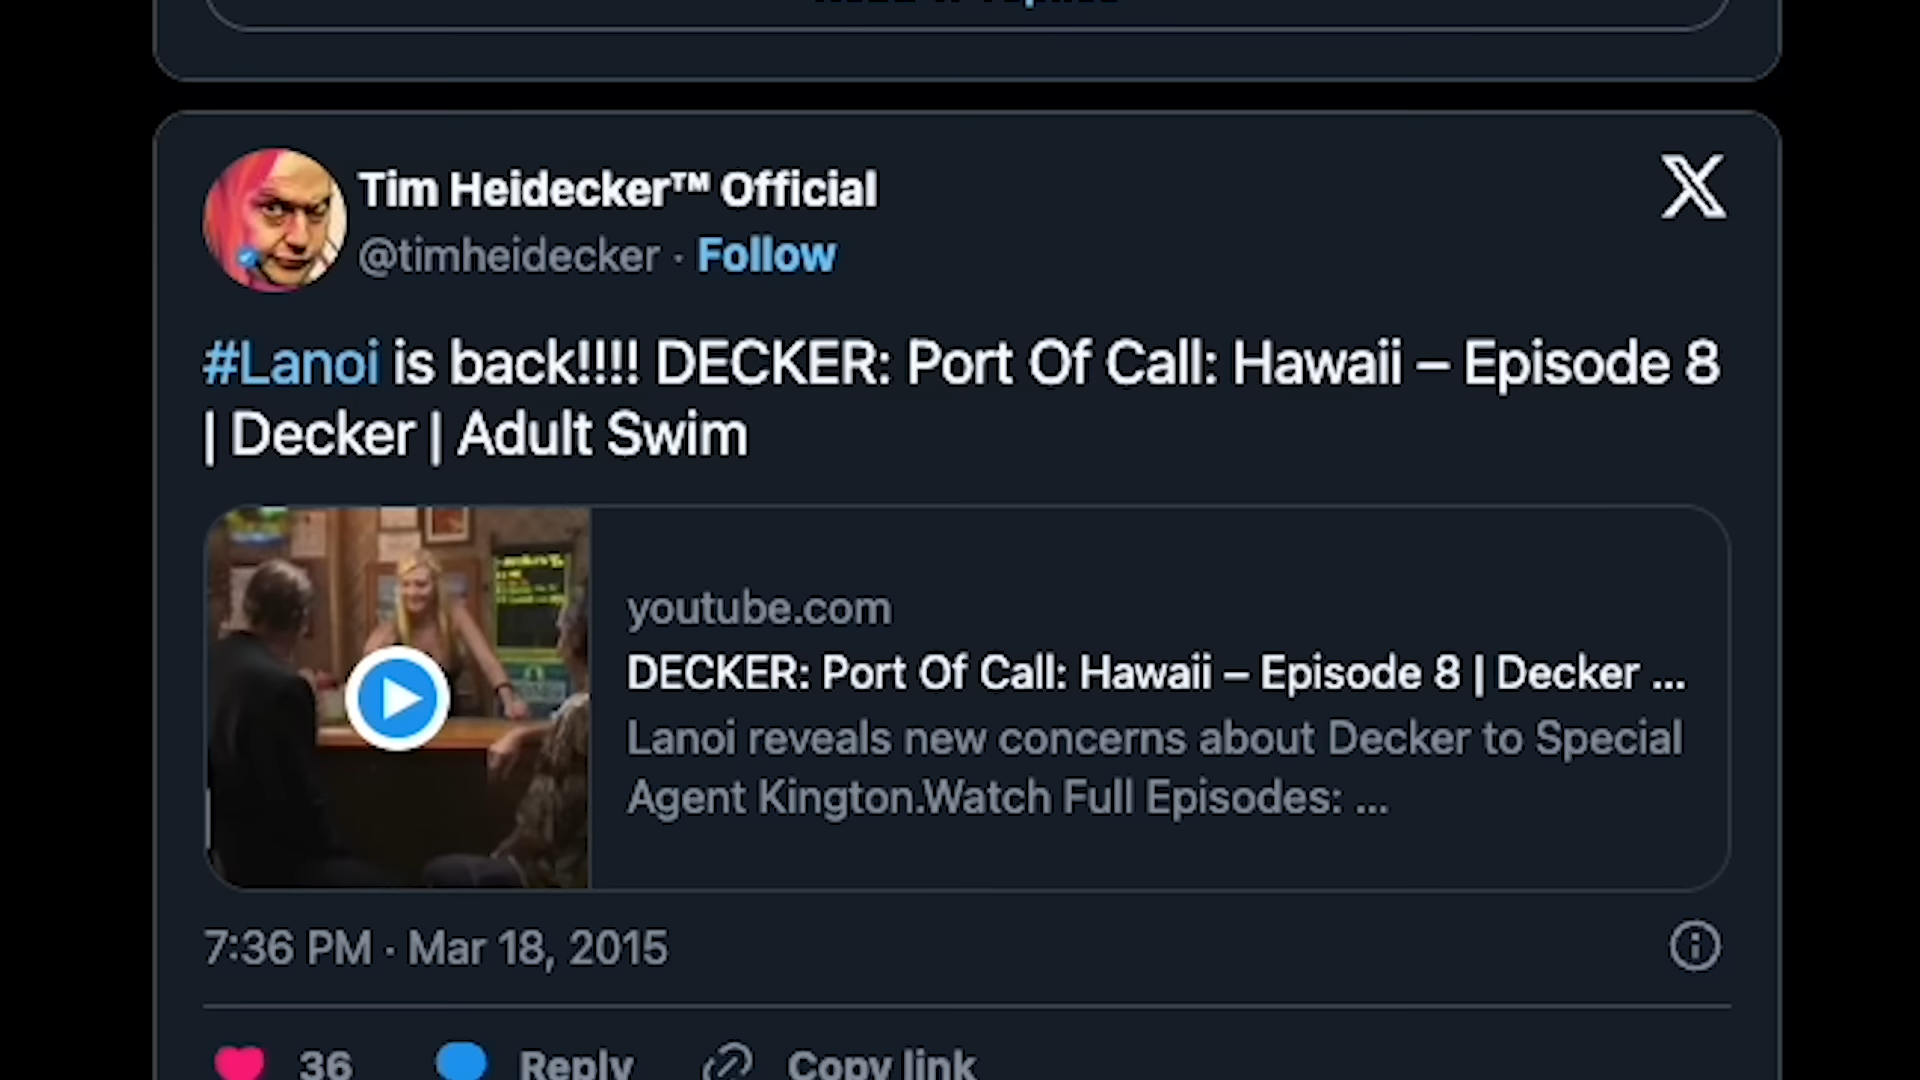 Tim Heidecker™ Official
@timheidecker · Follow
#Lanoi is back!!!! DECKER: Port Of Call: Hawaii – Episode 8
| Decker | Adult Swim
youtube.com
DECKER: Port Of Call: Hawaii – Episode 8 | Decker ...
Lanoi reveals new concerns about Decker to Special
Agent Kington.Watch Full Episodes: ...
7:36 PM · Mar 18, 2015
36 Reply Copy link